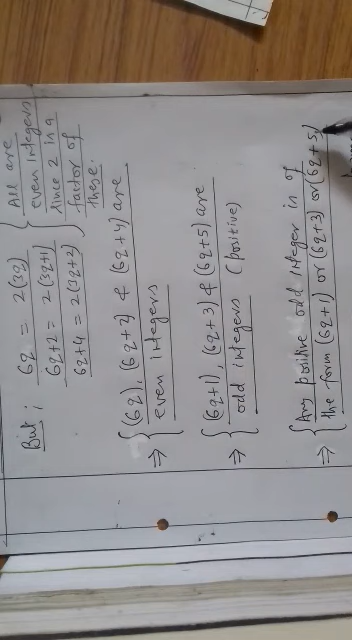 But; 6q = 2(3q)
6q+2 = 2(3q+1)
6q+4 = 2(3q+2)
All are
even integers
since 2 is a
factor of
these.
⇒ {(6q), (6q+2) & (6q+4) are
even integers
⇒ {(6q+1), (6q+3) & (6q+5) are
odd integers (positive)
⇒ {Any positive odd integer is of
the form (6q+1) or (6q+3) or (6q+5)